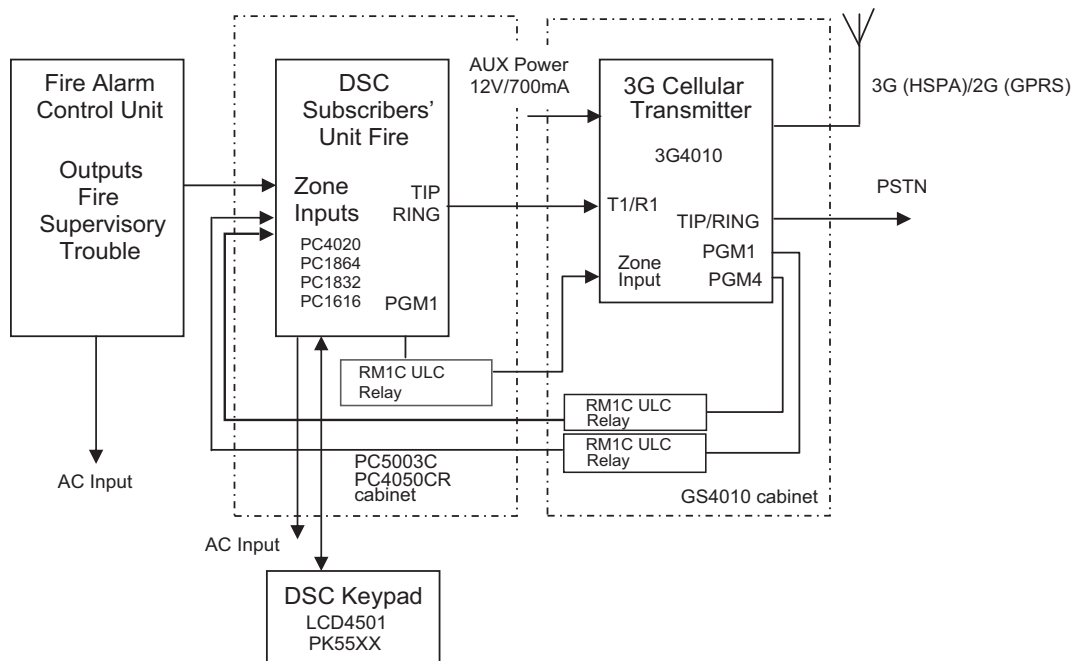 Fire Alarm
Control Unit
Outputs
Fire
Supervisory
Trouble
AC Input
DSC
Subscribers’
Unit Fire
Zone
Inputs
PC4020
PC1864
PC1832
PC1616
TIP
RING
PGM1
RM1C ULC
Relay
PC5003C
PC4050CR
cabinet
AC Input
DSC Keypad
LCD4501
PK55XX
AUX Power
12V/700mA
3G Cellular
Transmitter
3G4010
T1/R1
TIP/RING
PGM1
PGM4
Zone
Input
RM1C ULC
Relay
RM1C ULC
Relay
GS4010 cabinet
3G (HSPA)/2G (GPRS)
PSTN